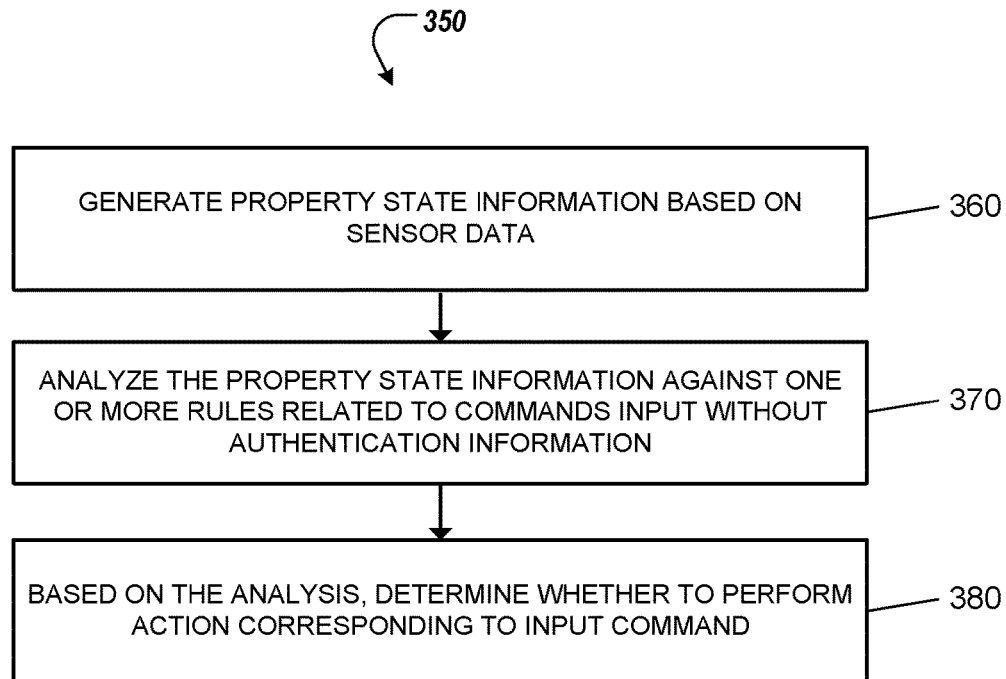 350
GENERATE PROPERTY STATE INFORMATION BASED ON
SENSOR DATA
360
ANALYZE THE PROPERTY STATE INFORMATION AGAINST ONE
OR MORE RULES RELATED TO COMMANDS INPUT WITHOUT
AUTHENTICATION INFORMATION
370
BASED ON THE ANALYSIS, DETERMINE WHETHER TO PERFORM
ACTION CORRESPONDING TO INPUT COMMAND
380